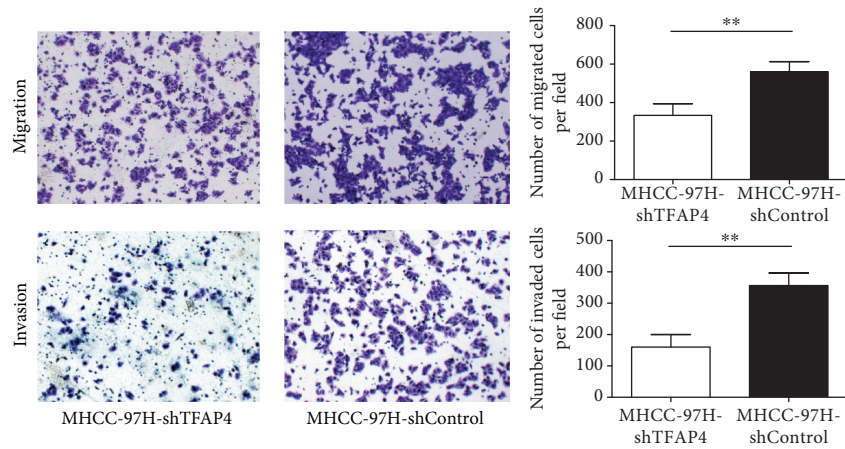 Migration
Invasion
MHCC-97H-shTFAP4
MHCC-97H-shControl
Number of migrated cells
per field
800
600
400
200
0
**
MHCC-97H-
shTFAP4
MHCC-97H-
shControl
Number of invaded cells
per field
500
400
300
200
100
0
**
MHCC-97H-
shTFAP4
MHCC-97H-
shControl